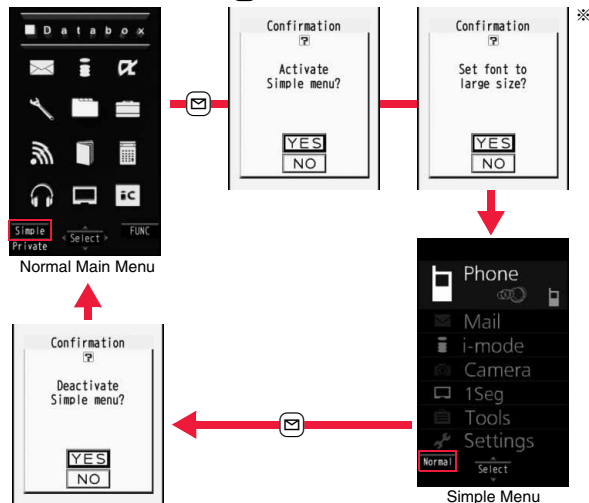 Databox
iC
Simple
Private
Select
FUNC
Normal Main Menu
Confirmation
?
Activate
Simple menu?
YES
NO
Confirmation
?
Set font to
large size?
YES
NO
※
Phone
Mail
i-mode
Camera
1Seg
Tools
Settings
Normal
Select
Simple Menu
Confirmation
?
Deactivate
Simple menu?
YES
NO